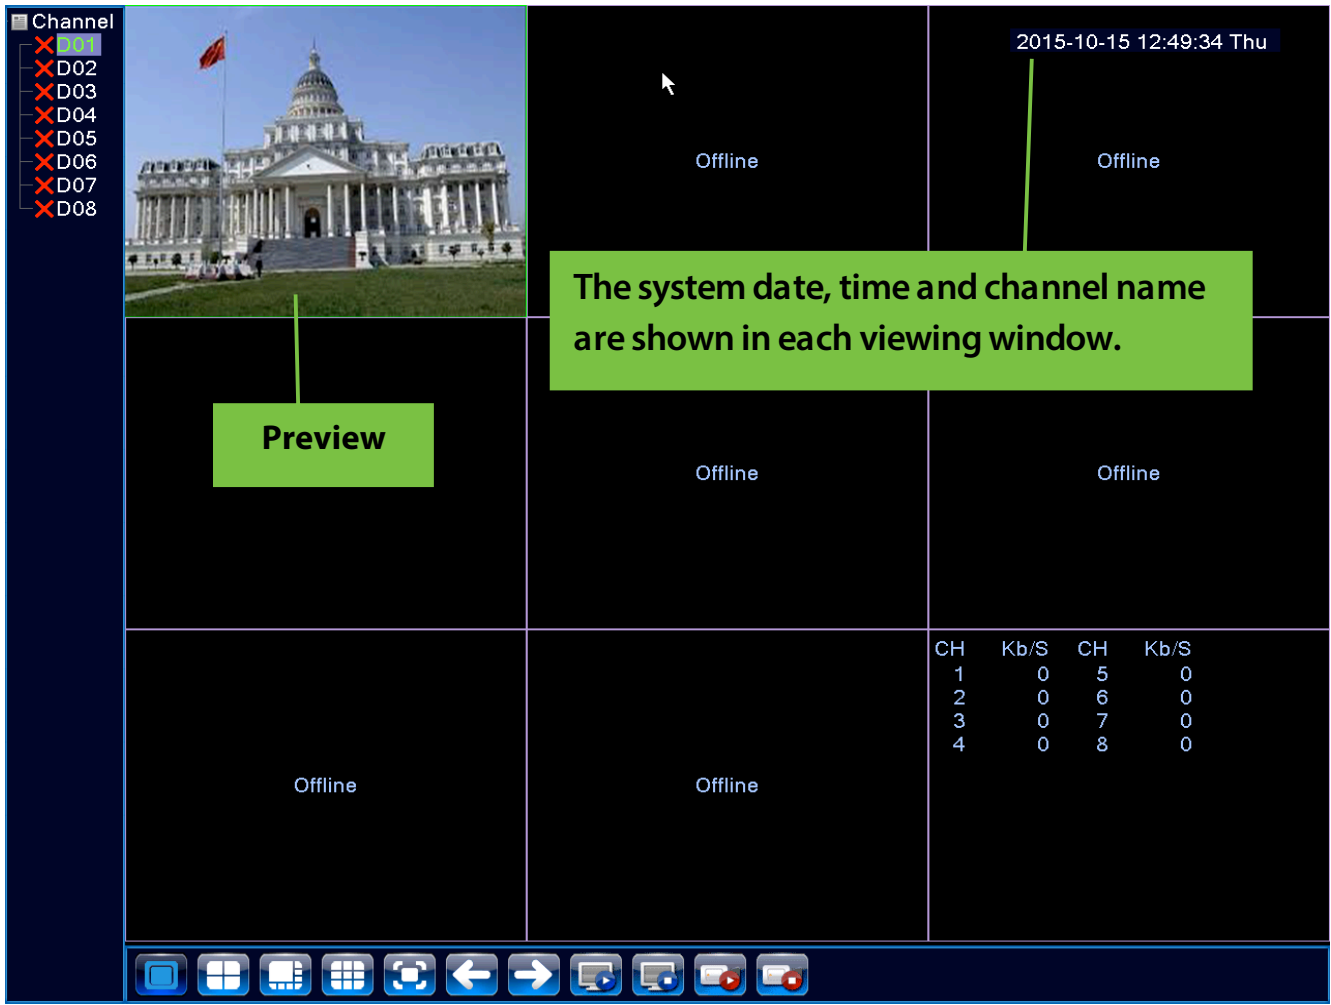 Channel
D01
D02
D03
D04
D05
D06
D07
D08
2015-10-15 12:49:34 Thu
Offline
Offline
The system date, time and channel name
are shown in each viewing window.
Preview
Offline
Offline
Offline
Offline
CH Kb/S CH Kb/S
1 0 5 0
2 0 6 0
3 0 7 0
4 0 8 0